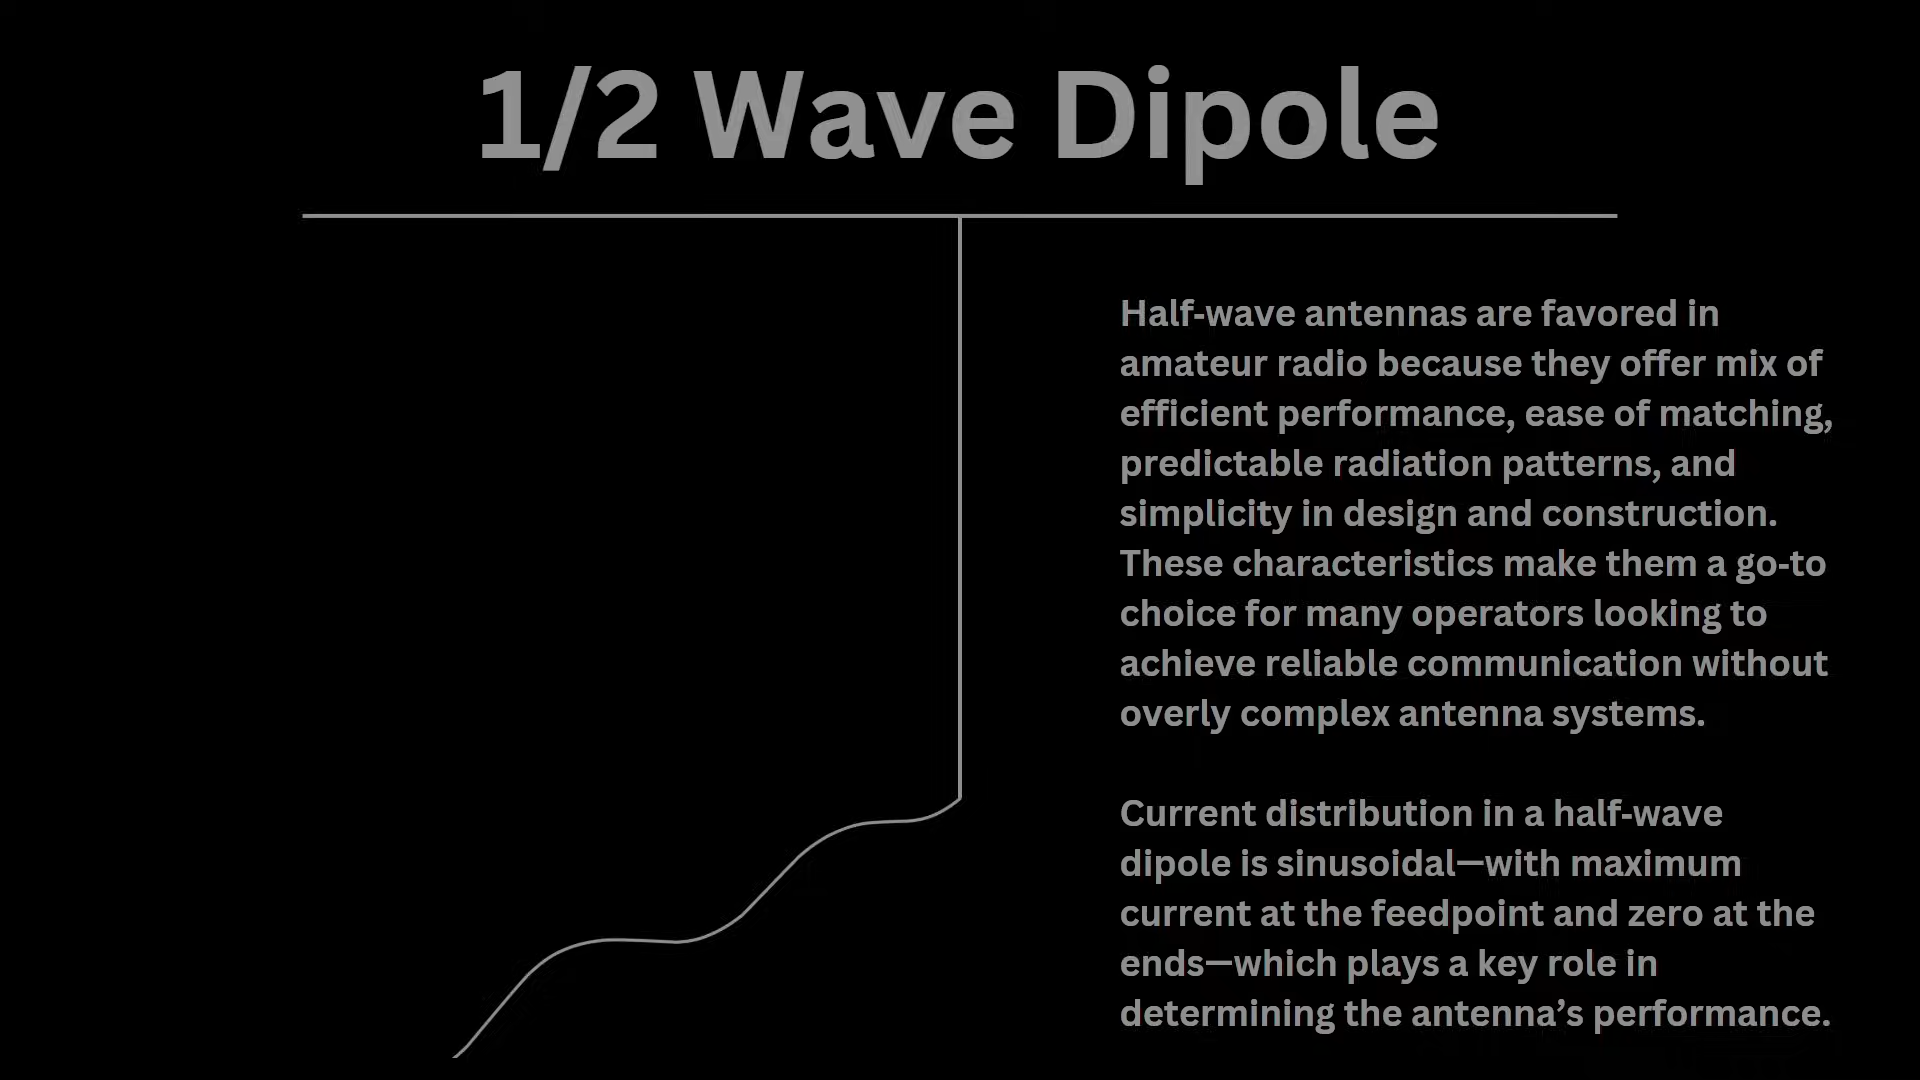 1/2 Wave Dipole
Half-wave antennas are favored in
amateur radio because they offer mix of
efficient performance, ease of matching,
predictable radiation patterns, and
simplicity in design and construction.
These characteristics make them a go-to
choice for many operators looking to
achieve reliable communication without
overly complex antenna systems.
Current distribution in a half-wave
dipole is sinusoidal—with maximum
current at the feedpoint and zero at the
ends—which plays a key role in
determining the antenna’s performance.